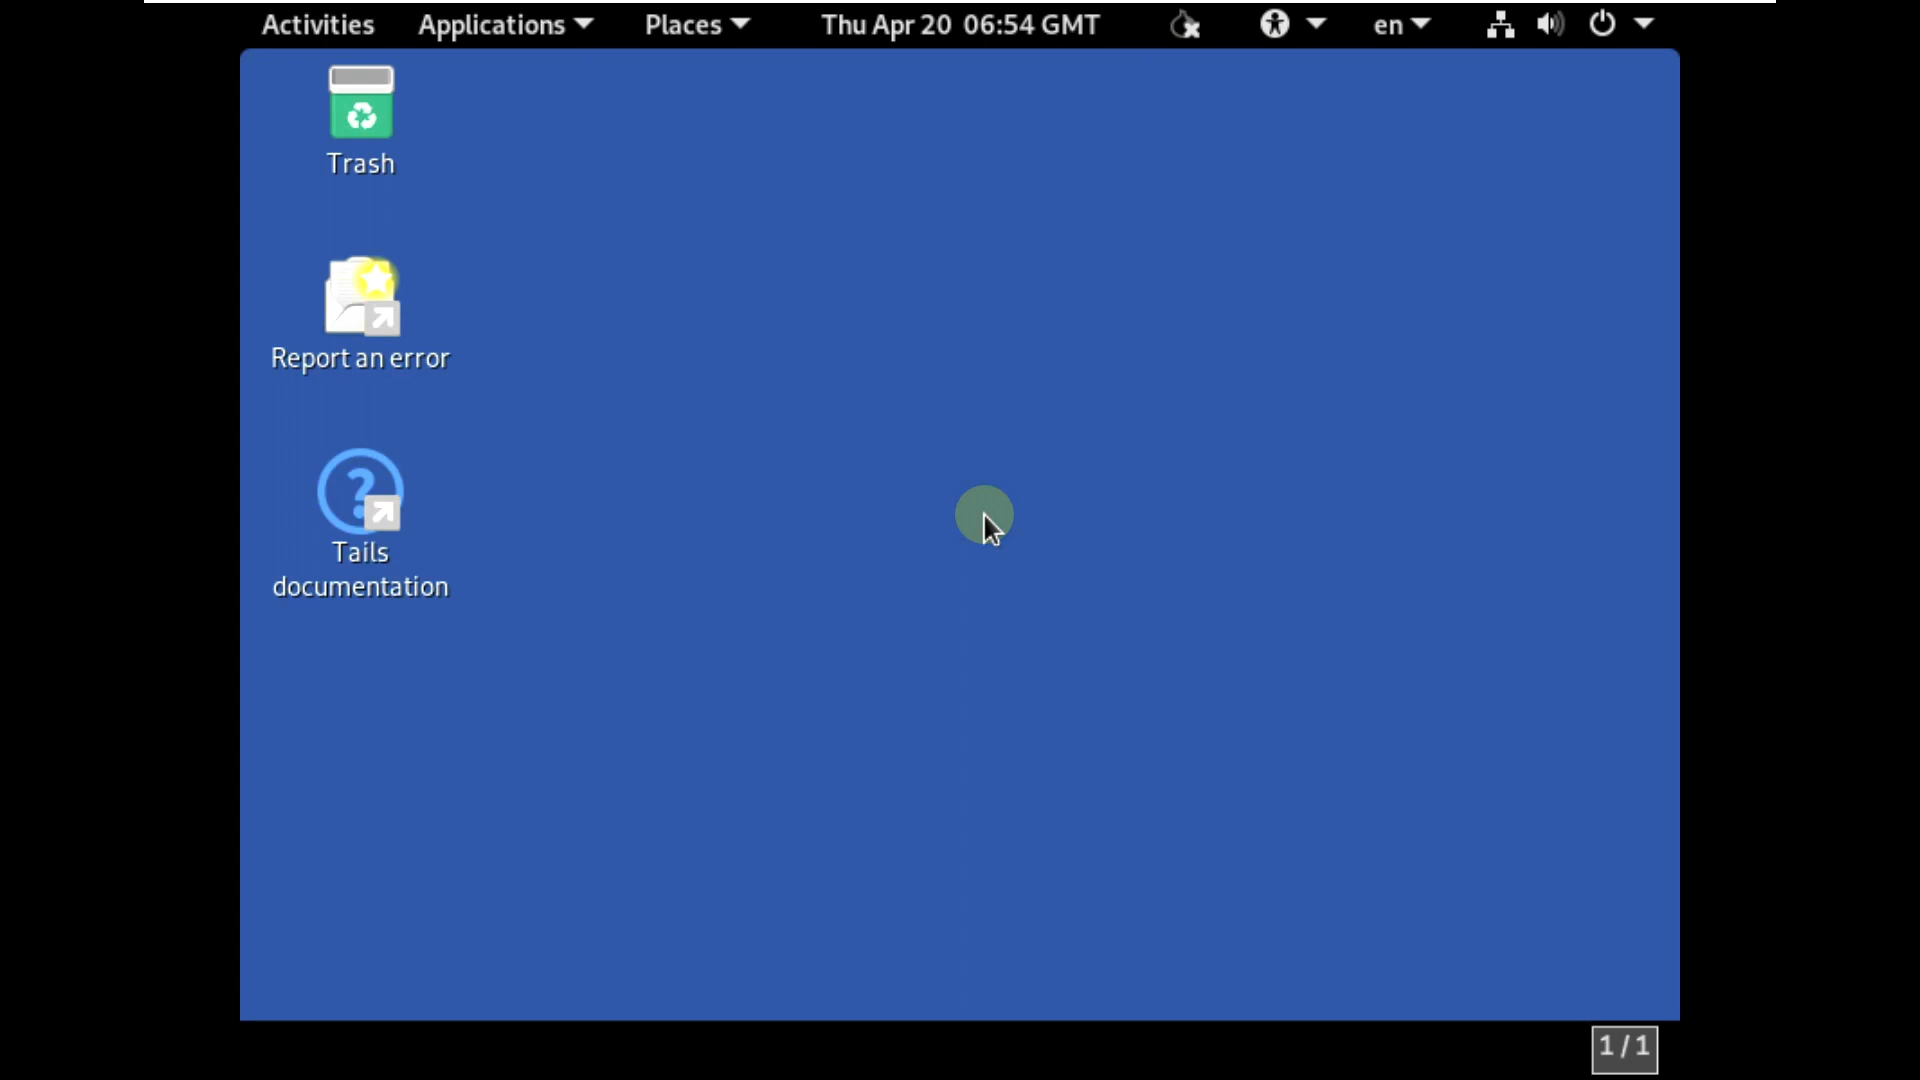 Activities Applications Places Thu Apr 20 06:54 GMT en
Trash
Report an error
Tails
documentation
1 / 1